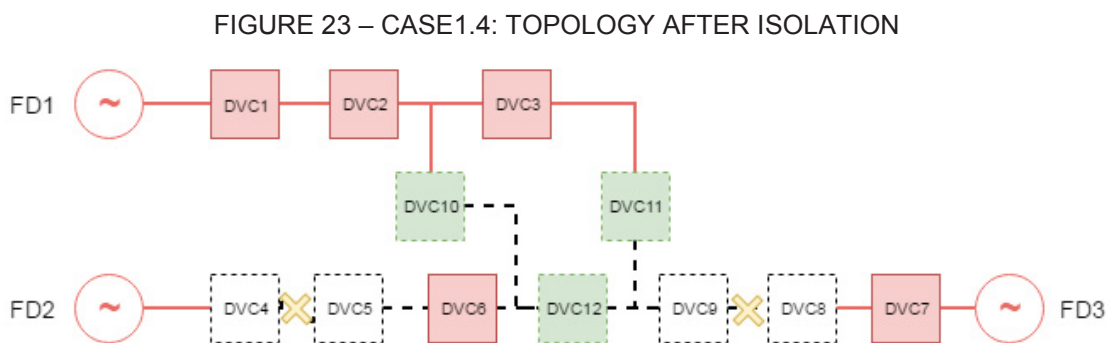 FIGURE 23 – CASE1.4: TOPOLOGY AFTER ISOLATION
FD1
~
DVC1
DVC2
DVC3
DVC10
DVC11
FD2
~
DVC4
DVC5
DVC6
DVC12
DVC9
DVC8
DVC7
~
FD3